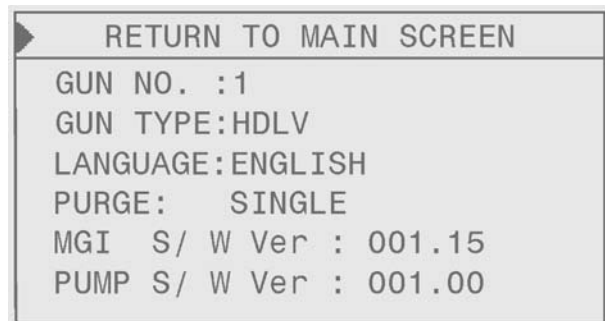 RETURN TO MAIN SCREEN
GUN NO. :1
GUN TYPE:HDLV
LANGUAGE:ENGLISH
PURGE: SINGLE
MGI S/ W Ver : 001.15
PUMP S/ W Ver : 001.00